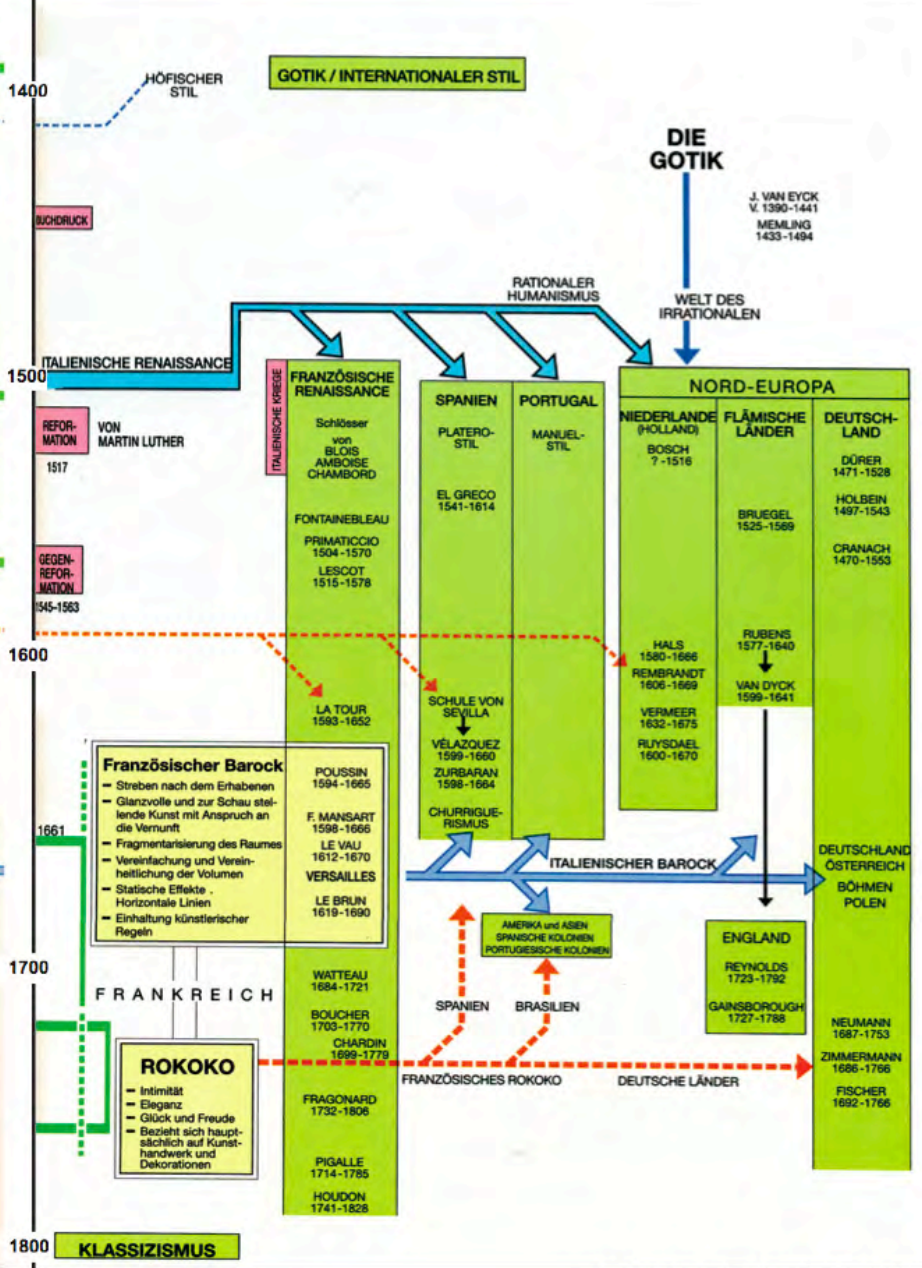 GOTIK / INTERNATIONALER STIL
1400
HÖFISCHER
STIL
DIE
GOTIK
J. VAN EYCK
V. 1390-1441
MEMLING
1433-1494
BUCHDRUCK
RATIONALER
HUMANISMUS
WELT DES
IRRATIONALEN
ITALIENISCHE RENAISSANCE
1500
REFOR-
MATION
1517
VON
MARTIN LUTHER
GEGEN-
REFOR-
MATION
1545-1563
1600
ITALIENISCHE KRIEGE
FRANZÖSISCHE
RENAISSANCE
Schlösser
von
BLOIS
AMBOISE
CHAMBORD
FONTAINEBLEAU
PRIMATICCIO
1504-1570
LESCOT
1515-1578
LA TOUR
1593-1652
POUSSIN
1594-1665
F. MANSART
1598-1666
LE VAU
1612-1670
VERSAILLES
LE BRUN
1619-1690
WATTEAU
1684-1721
BOUCHER
1703-1770
CHARDIN
1699-1779
FRAGONARD
1732-1806
PIGALLE
1714-1785
HOUDON
1741-1828
SPANIEN
PLATERO-
STIL
EL GRECO
1541-1614
SCHULE VON
SEVILLA
VÉLAZQUEZ
1599-1660
ZURBARAN
1598-1664
CHURRIGUE-
RISMUS
PORTUGAL
MANUEL-
STIL
NORD-EUROPA
NIEDERLANDE
(HOLLAND)
BOSCH
? -1516
HALS
1580-1666
REMBRANDT
1606-1669
VERMEER
1632-1675
RUYSDAEL
1600-1670
FLÄMISCHE
LÄNDER
BRUEGEL
1525-1569
RUBENS
1577-1640
VAN DYCK
1599-1641
DEUTSCH-
LAND
DÜRER
1471-1528
HOLBEIN
1497-1543
CRANACH
1470-1553
DEUTSCHLAND
ÖSTERREICH
BÖHMEN
POLEN
NEUMANN
1687-1753
ZIMMERMANN
1686-1766
FISCHER
1692-1766
Französischer Barock
- Streben nach dem Erhabenen
- Glanzvolle und zur Schau stel-
lende Kunst mit Anspruch an
die Vernunft
- Fragmentarisierung des Raumes
- Vereinfachung und Verein-
heitlichung der Volumen
- Statische Effekte .
Horizontale Linien
- Einhaltung künstlerischer
Regeln
1661
ITALIENISCHER BAROCK
AMERIKA und ASIEN
SPANISCHE KOLONIEN
PORTUGIESISCHE KOLONIEN
ENGLAND
REYNOLDS
1723-1792
GAINSBOROUGH
1727-1788
1700
FRANKREICH
SPANIEN
BRASILIEN
FRANZÖSISCHES ROKOKO
DEUTSCHE LÄNDER
ROKOKO
- Intimität
- Eleganz
- Glück und Freude
- Bezieht sich haupt-
sächlich auf Kunst-
handwerk und
Dekorationen
1800
KLASSIZISMUS